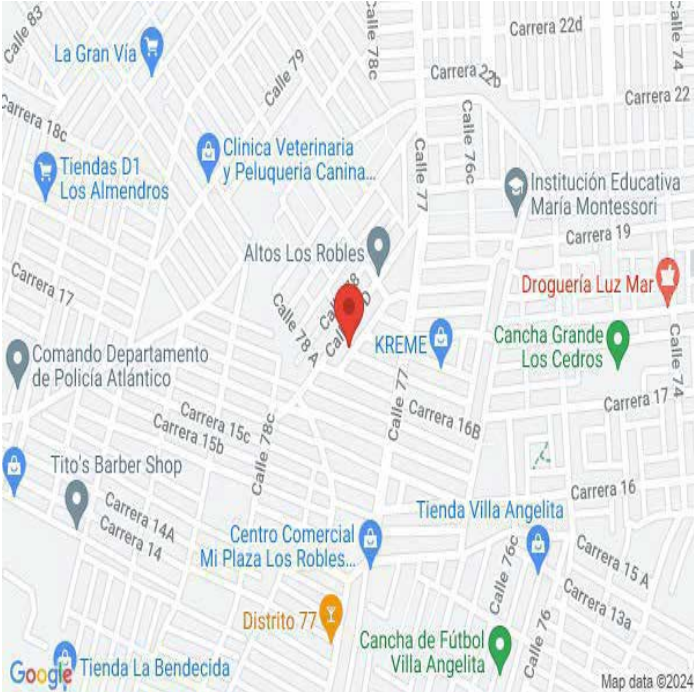 Calle 83
La Gran Vía
Calle 79
Calle 78c
Carrera 22d
Calle 74
Carrera 22D
Carrera 22
Carrera 18c
Tiendas D1
Los Almendros
Clinica Veterinaria
y Peluqueria Canina...
Calle 77
Calle 76c
Institución Educativa
María Montessori
Carrera 19
Altos Los Robles
Carrera 17
Calle 78 A
Droguería Luz Mar
KREME
Cancha Grande
Los Cedros
Calle 74
Comando Departamento
de Policía Atlántico
Carrera 15c
Carrera 15b
Calle 78c
Calle 77
Carrera 16B
Carrera 17
Tito's Barber Shop
Carrera 14A
Carrera 14
Carrera 16
Tienda Villa Angelita
Centro Comercial
Mi Plaza Los Robles...
Calle 76c
Carrera 15 A
Carrera 13a
Calle 76
Distrito 77
Cancha de Fútbol
Villa Angelita
Google
Tienda La Bendecida
Map data ©2024